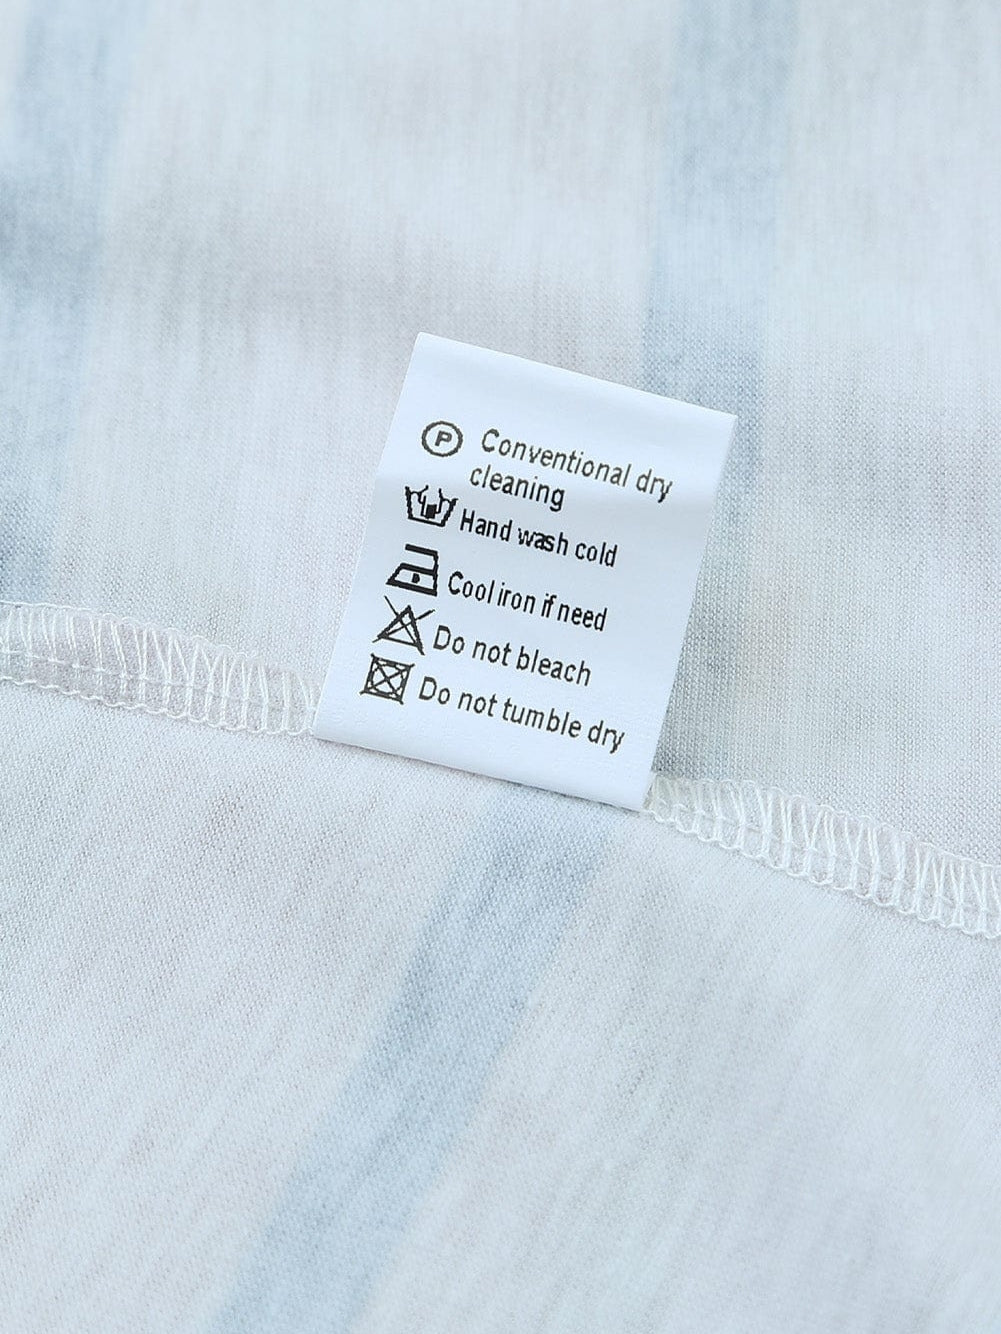 P Conventional dry
cleaning
Hand wash cold
Cool iron if need
Do not bleach
Do not tumble dry